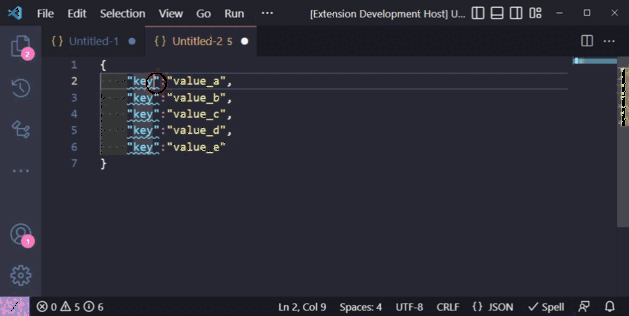 File Edit Selection View Go Run ··· [Extension Development Host] U...
2 {} Untitled-1 {} Untitled-2 5 ···
1 {
2 "key":"value_a",
3 "key":"value_b",
4 "key":"value_c",
5 "key":"value_d",
6 "key":"value_e"
7 }
1
0 5 6 Ln 2, Col 9 Spaces: 4 UTF-8 CRLF {} JSON Spell